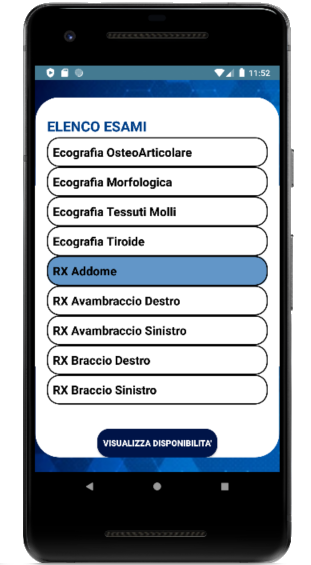 11:52
ELENCO ESAMI
Ecografia OsteoArticolare
Ecografia Morfologica
Ecografia Tessuti Molli
Ecografia Tiroide
RX Addome
RX Avambraccio Destro
RX Avambraccio Sinistro
RX Braccio Destro
RX Braccio Sinistro
VISUALIZZA DISPONIBILITA'